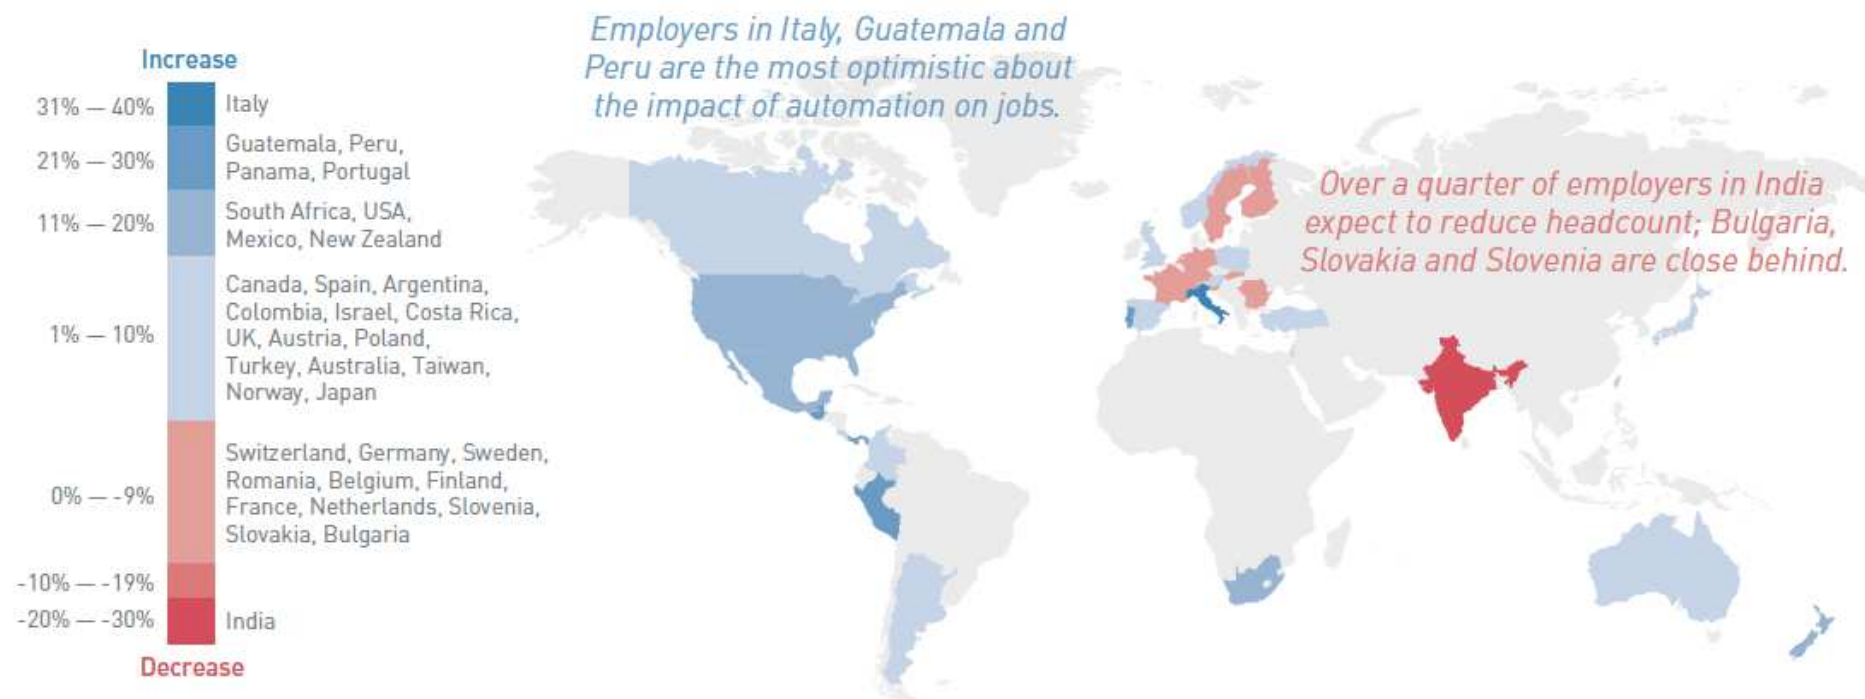 Employers in Italy, Guatemala and
Peru are the most optimistic about
the impact of automation on jobs.
Increase
31% — 40%
Italy
21% — 30%
Guatemala, Peru,
Panama, Portugal
11% — 20%
South Africa, USA,
Mexico, New Zealand
1% — 10%
Canada, Spain, Argentina,
Colombia, Israel, Costa Rica,
UK, Austria, Poland,
Turkey, Australia, Taiwan,
Norway, Japan
0% — -9%
Switzerland, Germany, Sweden,
Romania, Belgium, Finland,
France, Netherlands, Slovenia,
Slovakia, Bulgaria
-10% — -19%
-20% — -30%
India
Decrease
Over a quarter of employers in India
expect to reduce headcount; Bulgaria,
Slovakia and Slovenia are close behind.